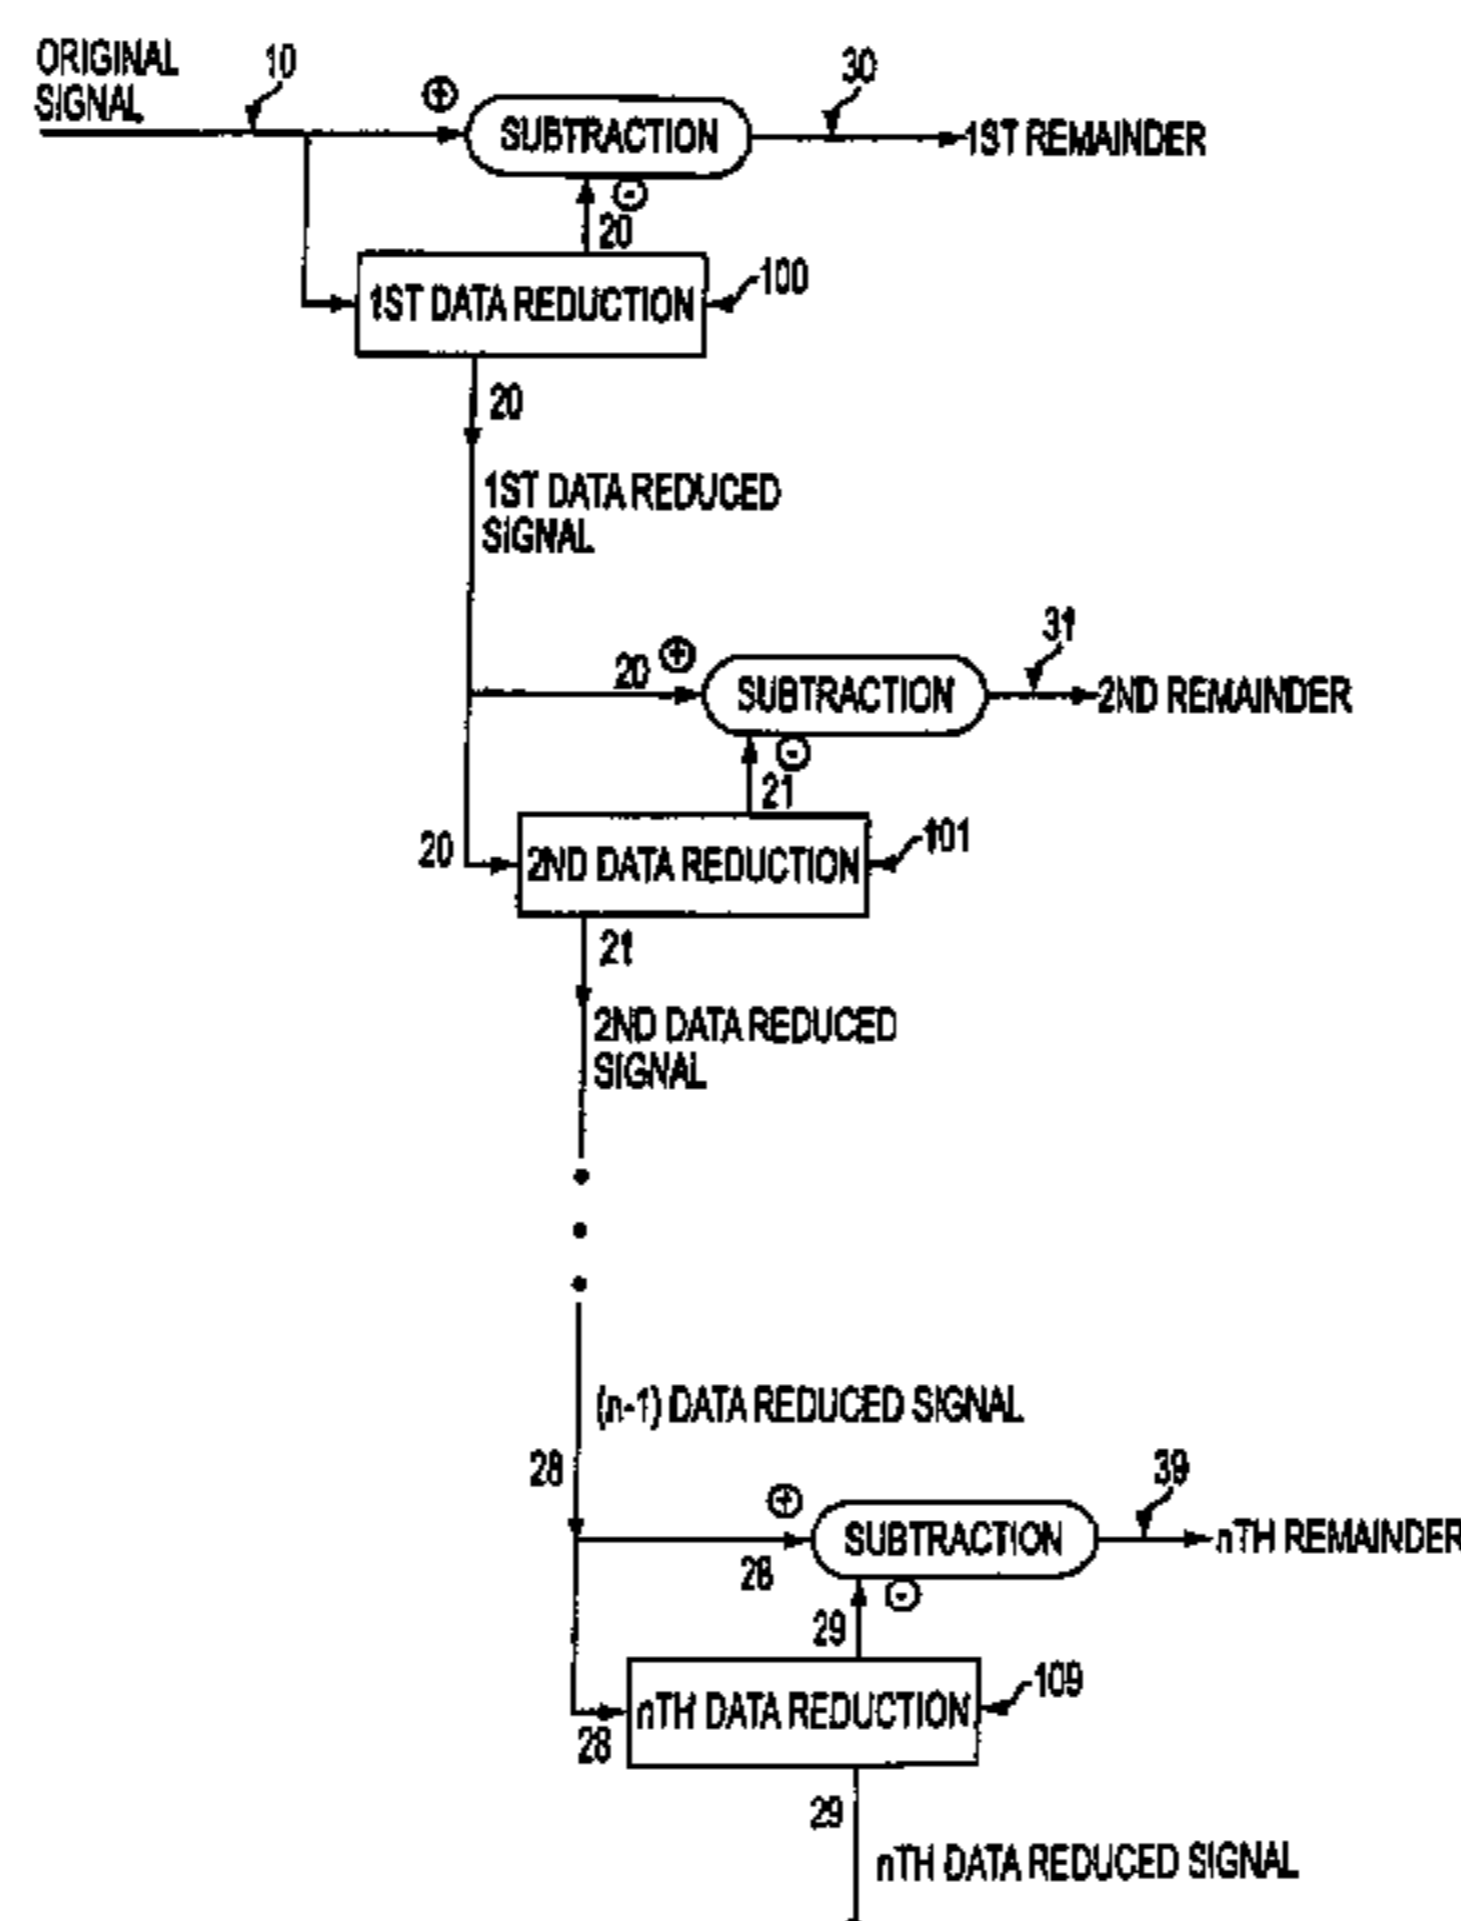 ORIGINAL
SIGNAL
10
+
SUBTRACTION
30
1ST REMAINDER
-
20
1ST DATA REDUCTION
100
20
1ST DATA REDUCED
SIGNAL
20
+
SUBTRACTION
31
2ND REMAINDER
-
21
20
2ND DATA REDUCTION
101
21
2ND DATA REDUCED
SIGNAL
(n-1) DATA REDUCED SIGNAL
28
+
SUBTRACTION
39
nTH REMAINDER
28
-
29
28
nTH DATA REDUCTION
109
29
nTH DATA REDUCED SIGNAL